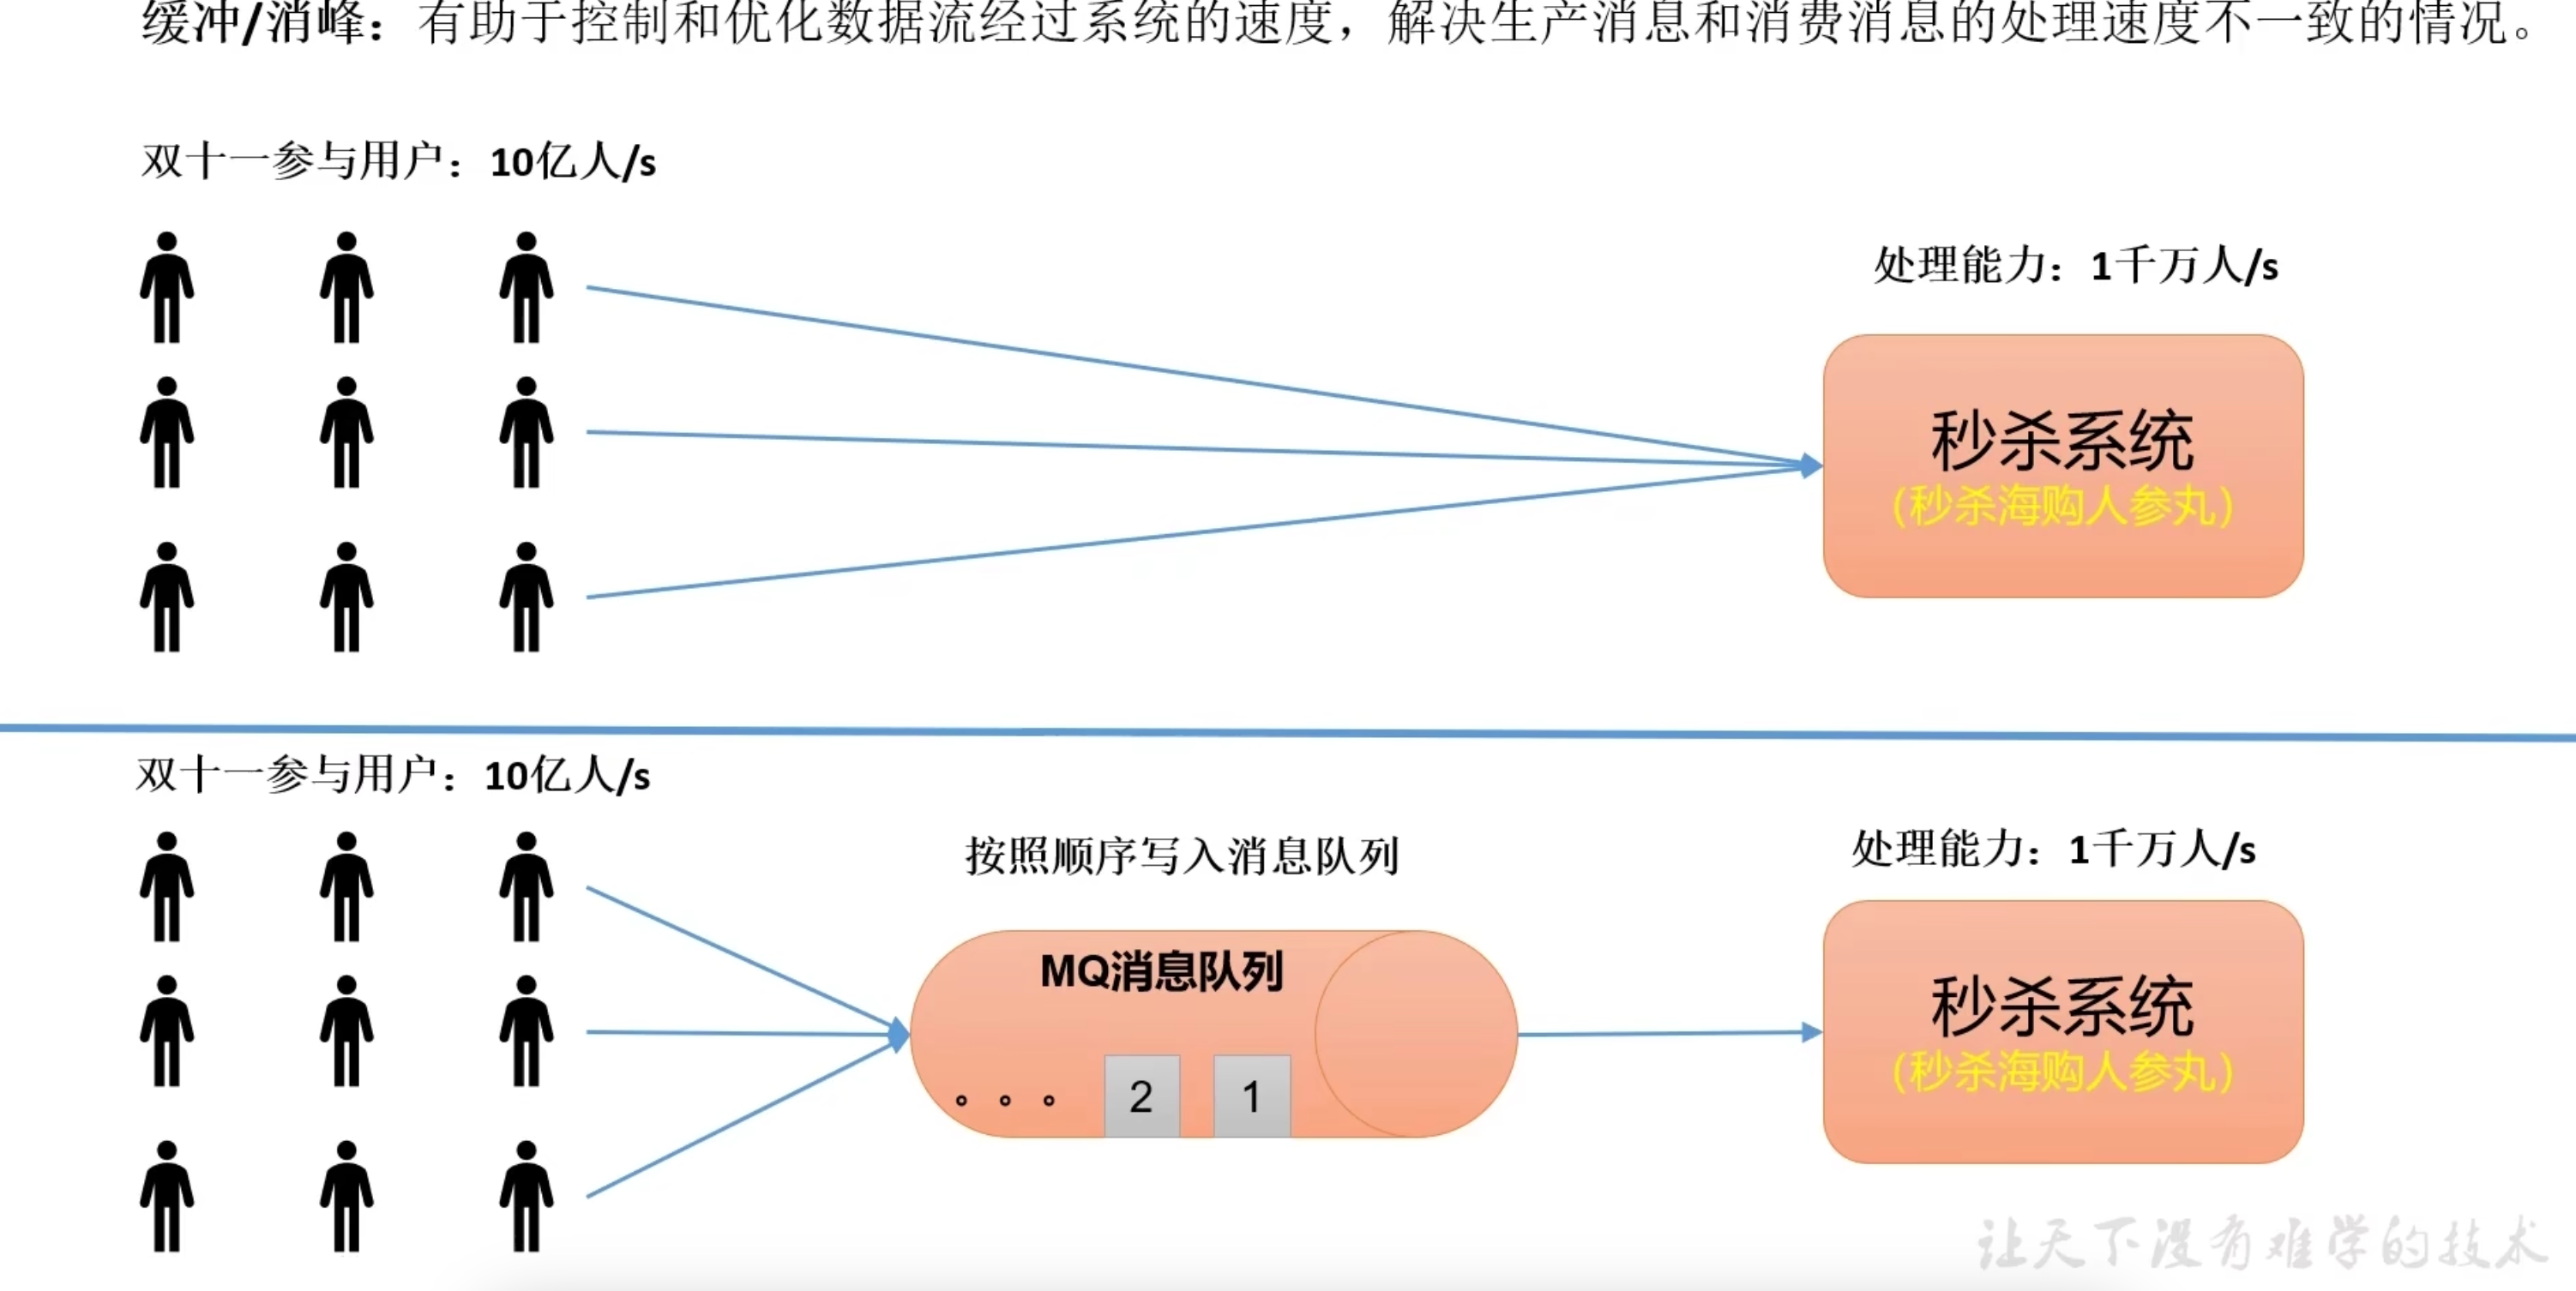 缓冲/消峰：有助于控制和优化数据流经过系统的速度，解决生产消息和消费消息的处理速度不一致的情况。
双十一参与用户：10亿人/s
处理能力：1千万人/s
秒杀系统
（秒杀海购人参丸）
双十一参与用户：10亿人/s
按照顺序写入消息队列
处理能力：1千万人/s
MQ消息队列
。。。 2 1
秒杀系统
（秒杀海购人参丸）
让天下没有难学的技术